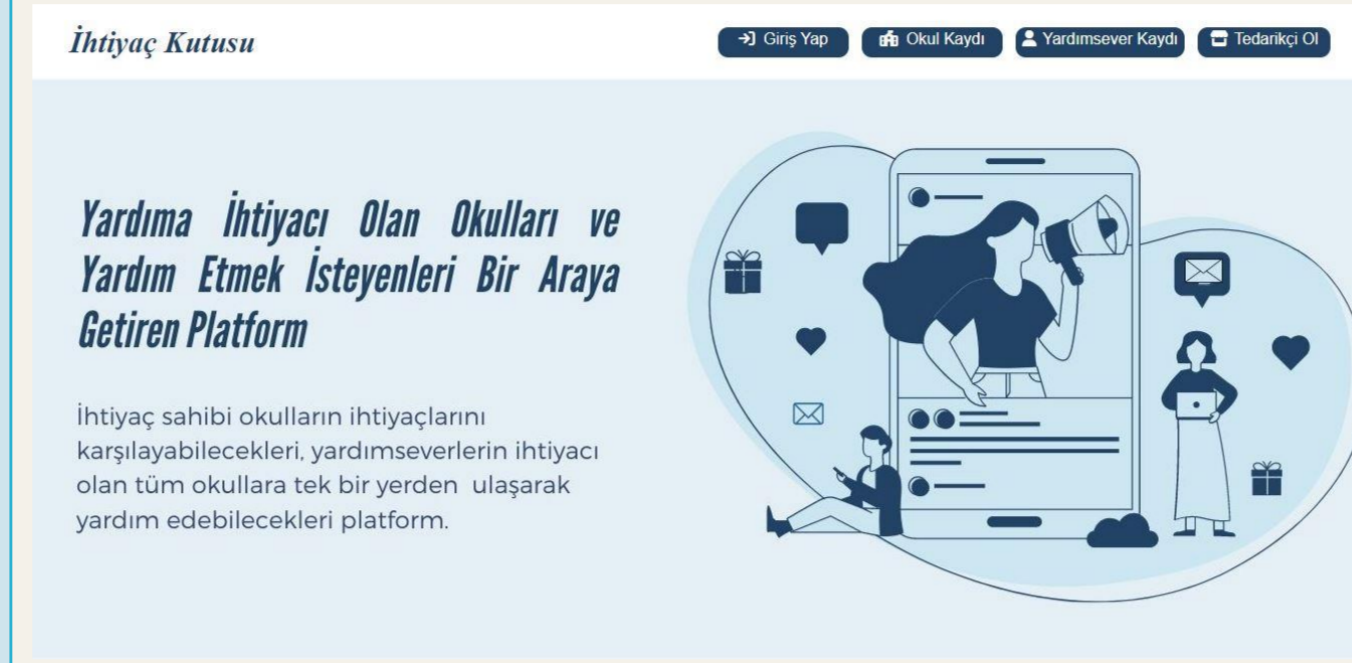 İhtiyaç Kutusu
Giriş Yap
Okul Kaydı
Yardımsever Kaydı
Tedarikçi Ol
Yardıma İhtiyacı Olan Okulları ve
Yardım Etmek İsteyenleri Bir Araya
Getiren Platform
İhtiyaç sahibi okulların ihtiyaçlarını
karşılayabilecekleri, yardımseverlerin ihtiyacı
olan tüm okullara tek bir yerden ulaşarak
yardım edebilecekleri platform.